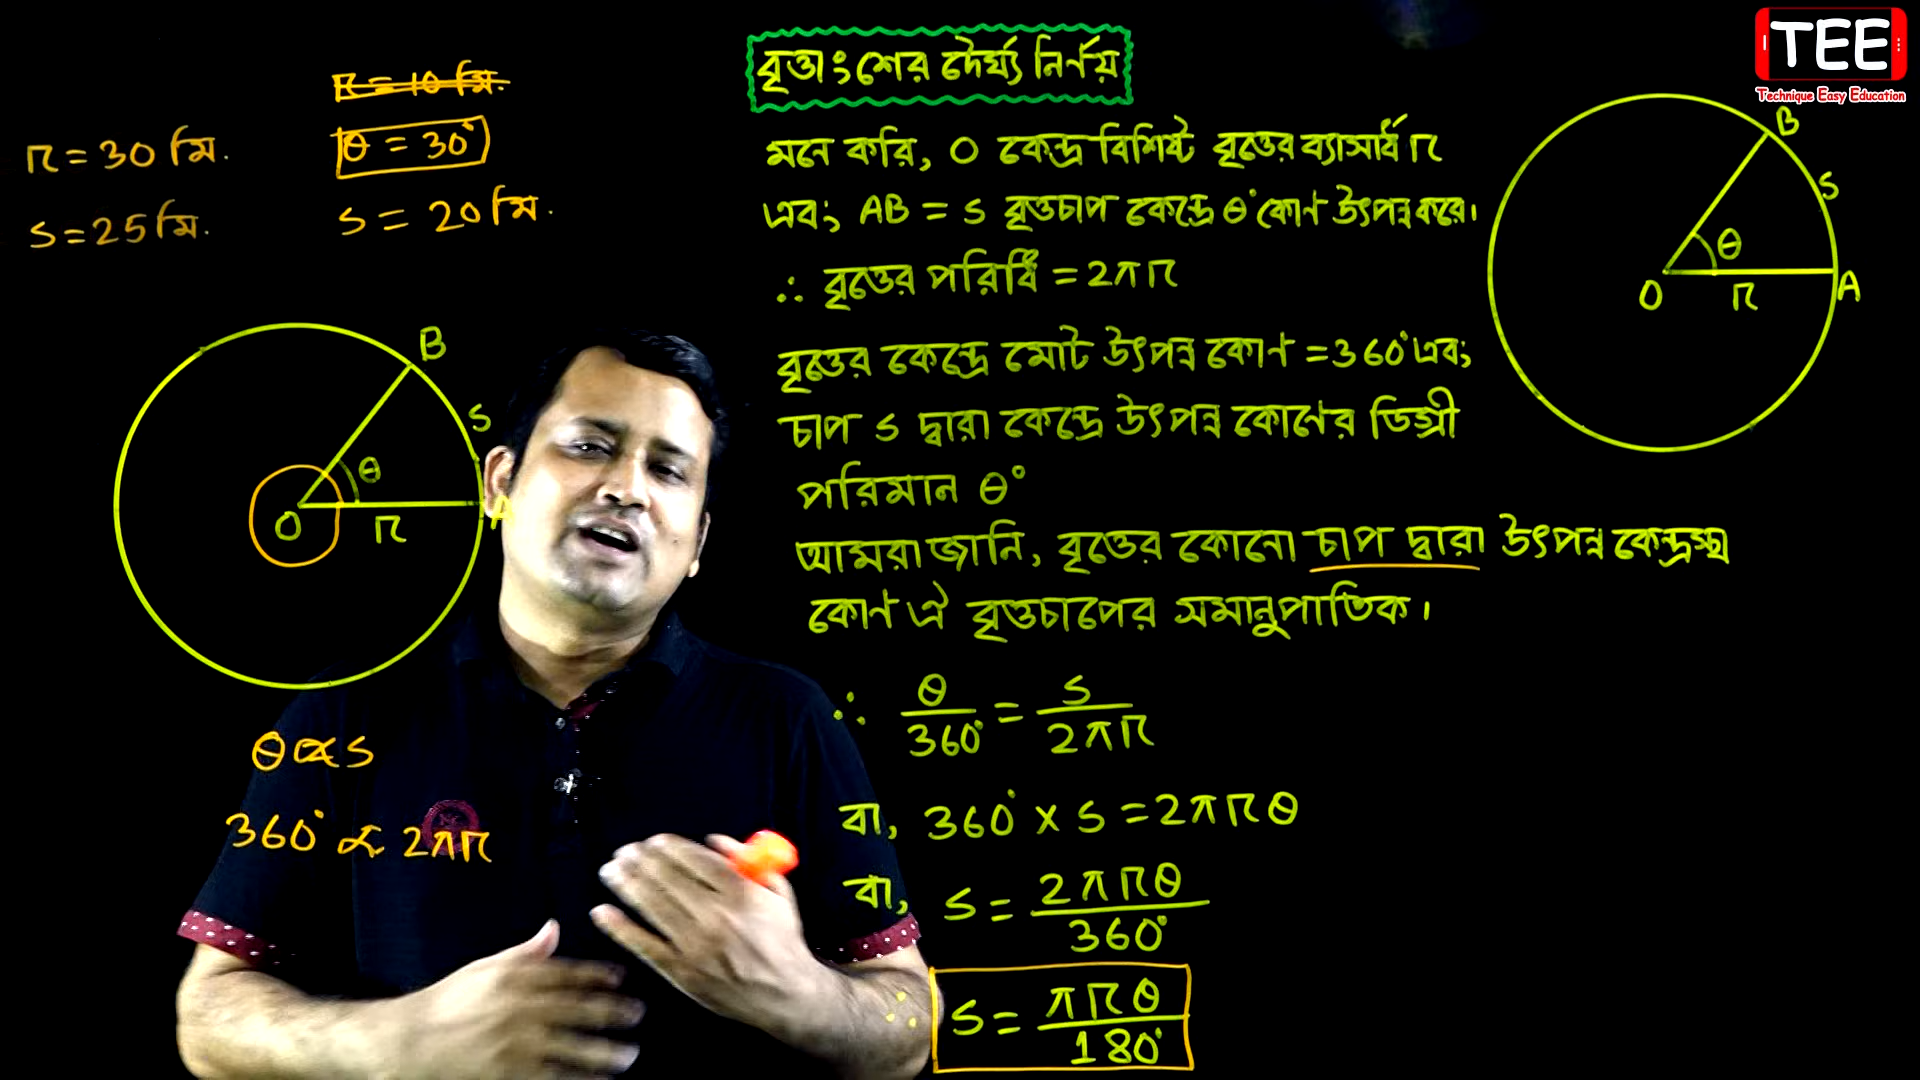 TEE
Technique Easy Education
বৃত্তাংশের দৈর্ঘ্য নির্ণয়
r = 10 মি.
r = 30 মি.
θ = 30°
s = 25 মি.
s = 20 মি.
মনে করি, O কেন্দ্র বিশিষ্ট বৃত্তের ব্যাসার্ধ r
এবং AB = s বৃত্তচাপ কেন্দ্রে θ° কোণ উৎপন্ন করে।
∴ বৃত্তের পরিধি = 2πr
বৃত্তের কেন্দ্রে মোট উৎপন্ন কোণ = 360° এবং
চাপ s দ্বারা কেন্দ্রে উৎপন্ন কোণের ডিগ্রী
পরিমান θ°
আমরা জানি, বৃত্তের কোনো চাপ দ্বারা উৎপন্ন কেন্দ্রস্থ
কোণ ঐ বৃত্তচাপের সমানুপাতিক।
∴ θ/360° = s/2πr
বা, 360° × s = 2πrθ
বা, s = 2πrθ/360°
∴ s = πrθ/180°
B
s
θ
O
r
A
B
s
θ
O
r
A
θ ∝ s
360° ∝ 2πr